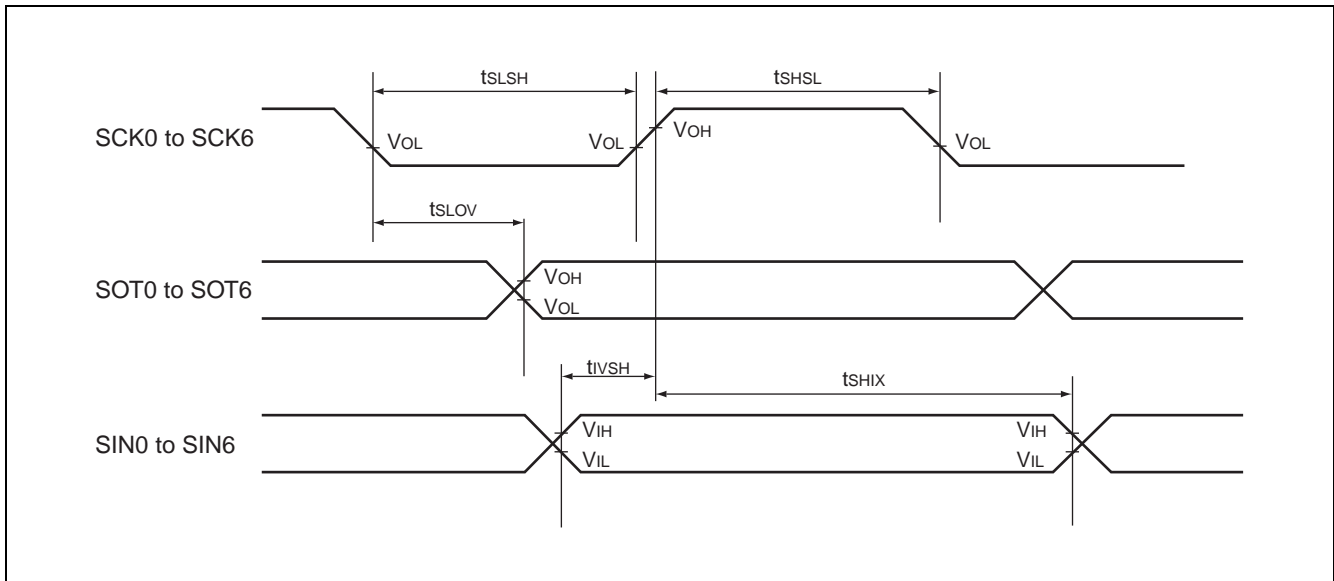 tSLSH
tSHSL
SCK0 to SCK6
VOL
VOL
VOH
VOL
tSLOV
SOT0 to SOT6
VOH
VOL
tIVSH
tSHIX
SIN0 to SIN6
VIH
VIL
VIH
VIL